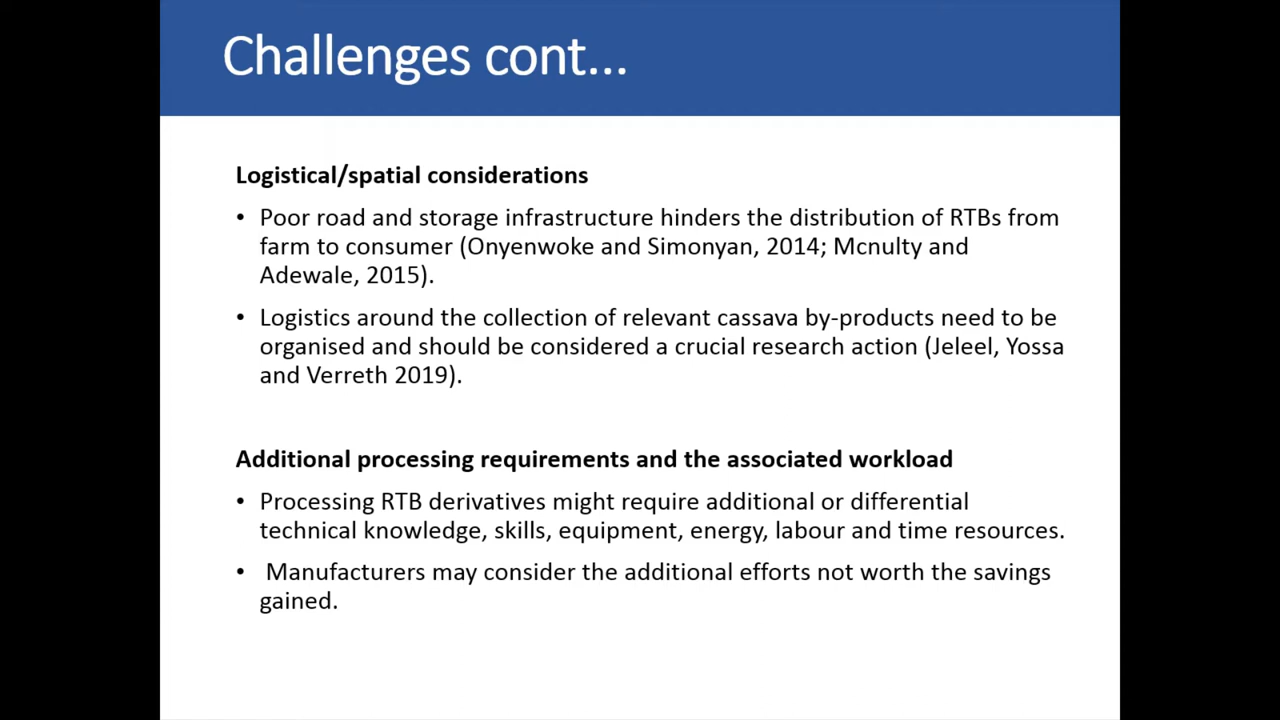 Challenges cont...
Logistical/spatial considerations
• Poor road and storage infrastructure hinders the distribution of RTBs from
farm to consumer (Onyenwoke and Simonyan, 2014; Mcnulty and
Adewale, 2015).
• Logistics around the collection of relevant cassava by-products need to be
organised and should be considered a crucial research action (Jeleel, Yossa
and Verreth 2019).
Additional processing requirements and the associated workload
• Processing RTB derivatives might require additional or differential
technical knowledge, skills, equipment, energy, labour and time resources.
• Manufacturers may consider the additional efforts not worth the savings
gained.